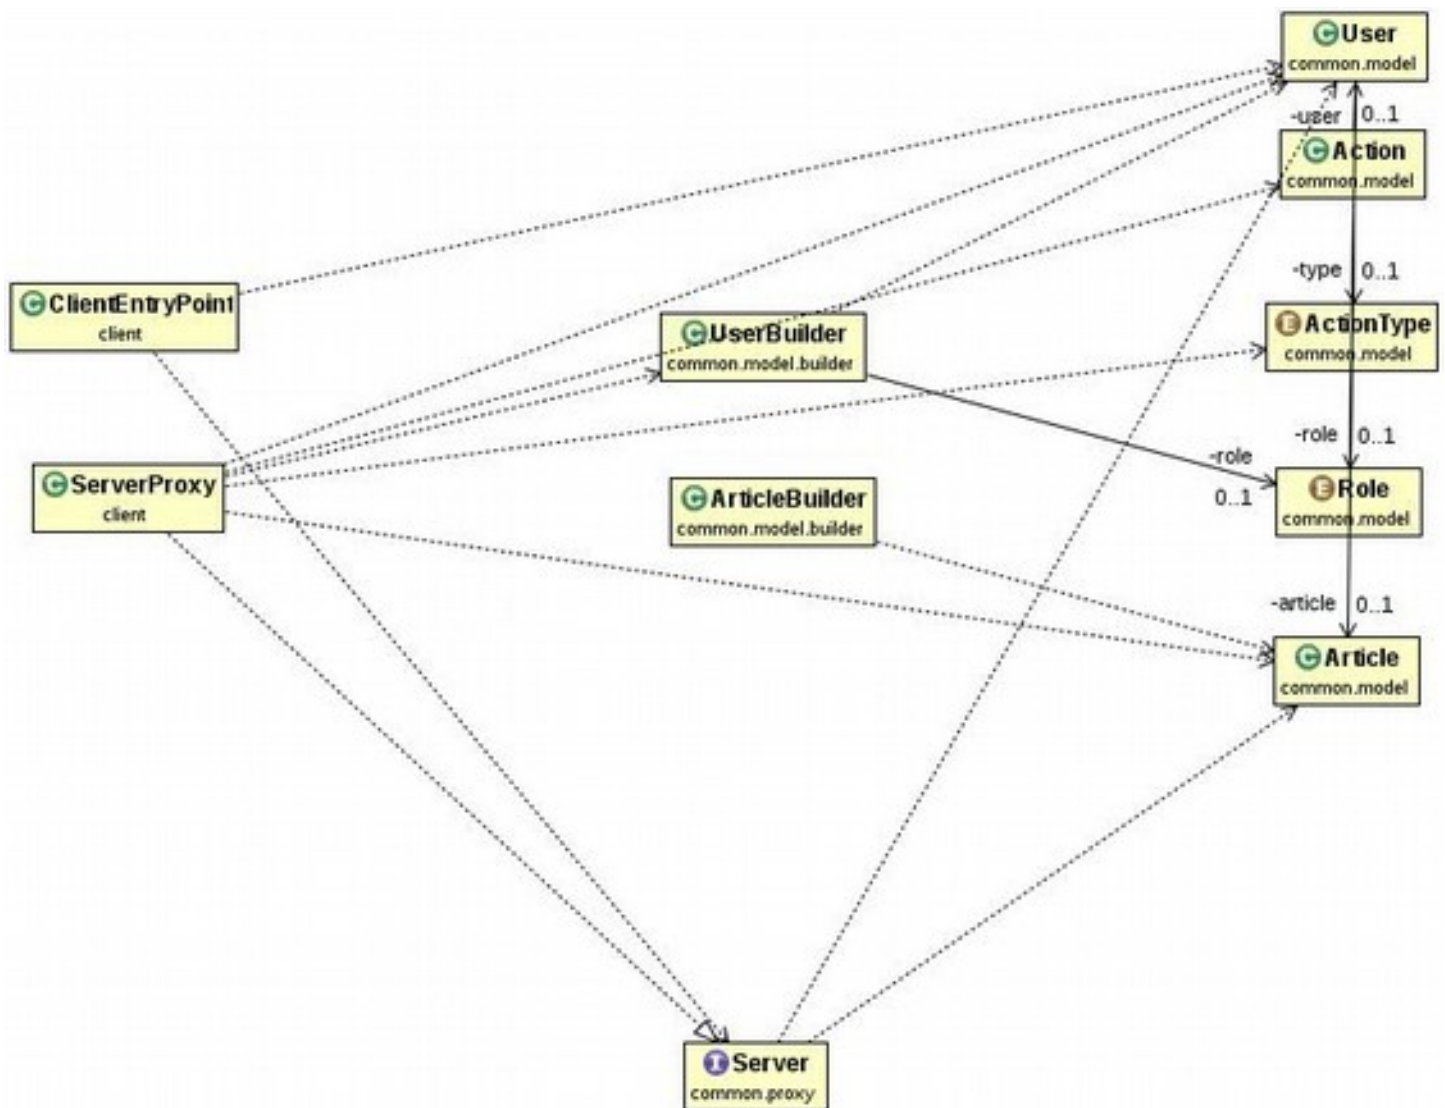 C User
common.model
-user 0..1
C Action
common.model
-type 0..1
C ClientEntryPoint
client
C UserBuilder
common.model.builder
E ActionType
common.model
-role 0..1
-role
0..1
C ServerProxy
client
C ArticleBuilder
common.model.builder
E Role
common.model
-article 0..1
C Article
common.model
I Server
common.proxy